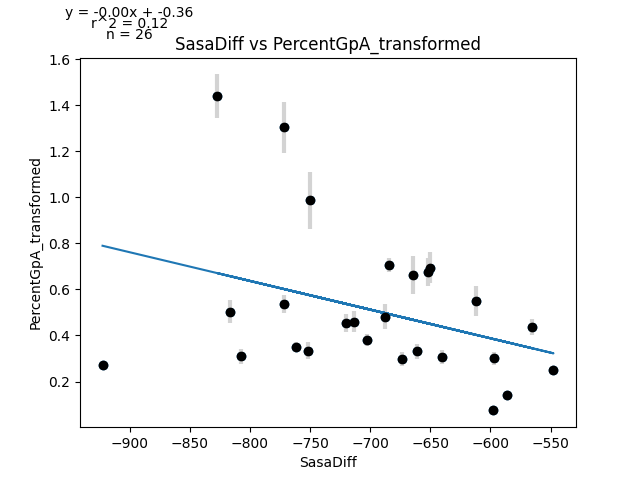 y = -0.00x + -0.36
r^2 = 0.12
n = 26
SasaDiff vs PercentGpA_transformed
1.6
1.4
1.2
1.0
0.8
0.6
0.4
0.2
PercentGpA_transformed
−900
−850
−800
−750
−700
−650
−600
−550
SasaDiff